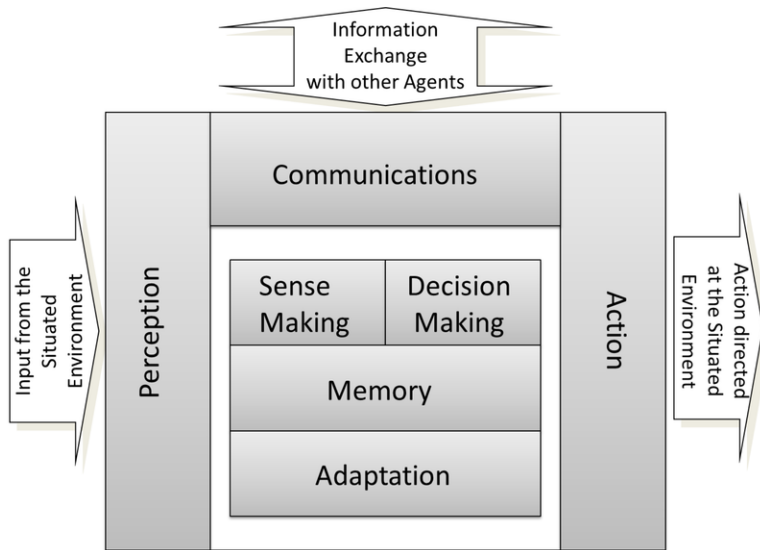 Information
Exchange
with other Agents
Communications
Input from the
Situated
Environment
Perception
Sense
Making
Decision
Making
Memory
Adaptation
Action
Action directed
at the Situated
Environment